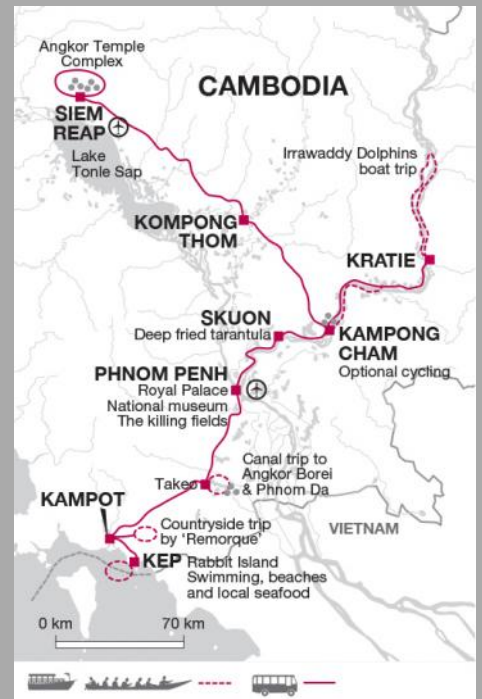 Angkor Temple
Complex
CAMBODIA
SIEM
REAP
Lake
Tonle Sap
Irrawaddy Dolphins
boat trip
KOMPONG
THOM
KRATIE
SKUON
Deep fried tarantula
KAMPONG
CHAM
Optional cycling
PHNOM PENH
Royal Palace
National museum
The killing fields
Takeo
Canal trip to
Angkor Borei
& Phnom Da
KAMPOT
Countryside trip
by 'Remorque'
VIETNAM
KEP
Rabbit Island
Swimming, beaches
and local seafood
0 km
70 km